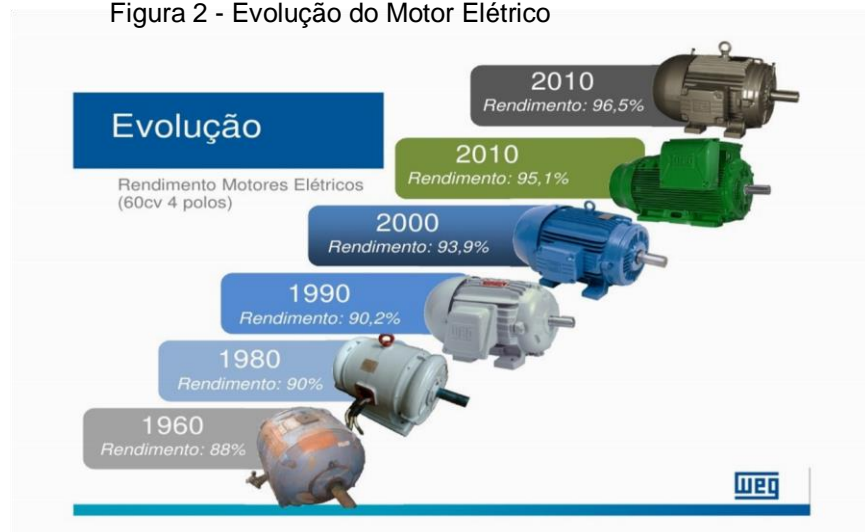 Figura 2 - Evolução do Motor Elétrico
2010
Rendimento: 96,5%
Evolução
2010
Rendimento: 95,1%
Rendimento Motores Elétricos
(60cv 4 polos)
2000
Rendimento: 93,9%
1990
Rendimento: 90,2%
1980
Rendimento: 90%
1960
Rendimento: 88%
weg